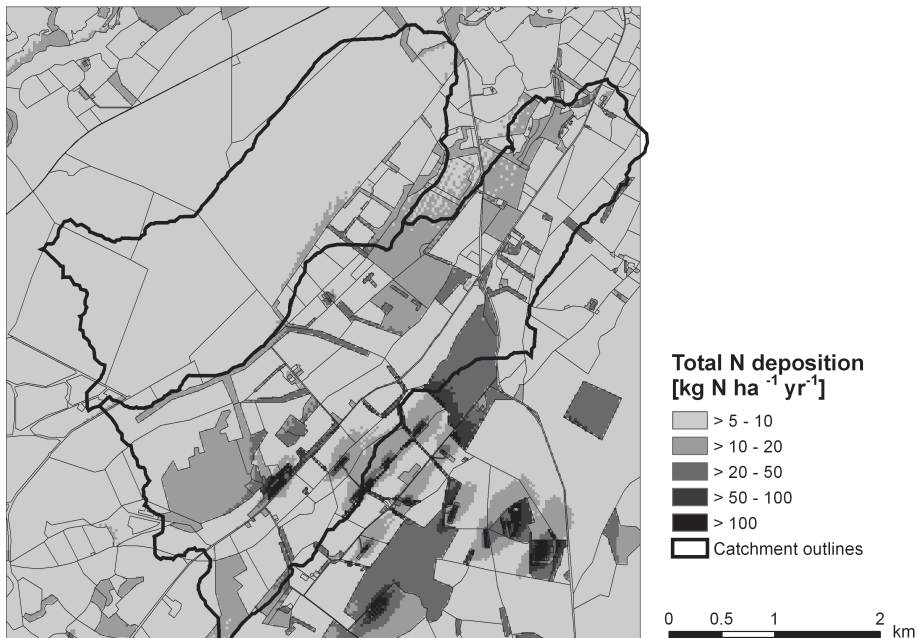 Total N deposition
[kg N ha -1 yr-1]
> 5 - 10
> 10 - 20
> 20 - 50
> 50 - 100
> 100
Catchment outlines
0 0.5 1 2
km